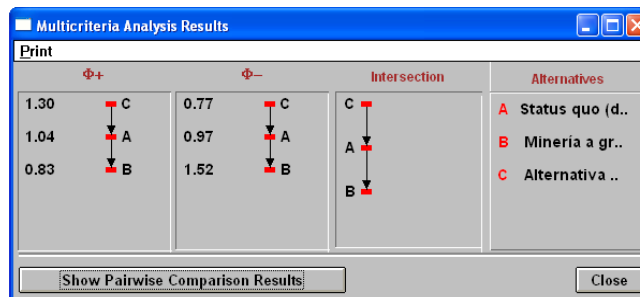 Multicriteria Analysis Results
Print
Φ+ Φ− Intersection Alternatives
1.30 C 0.77 C C A Status quo (d..
1.04 A 0.97 A A B Minería a gr..
0.83 B 1.52 B B C Alternativa ..
Show Pairwise Comparison Results Close